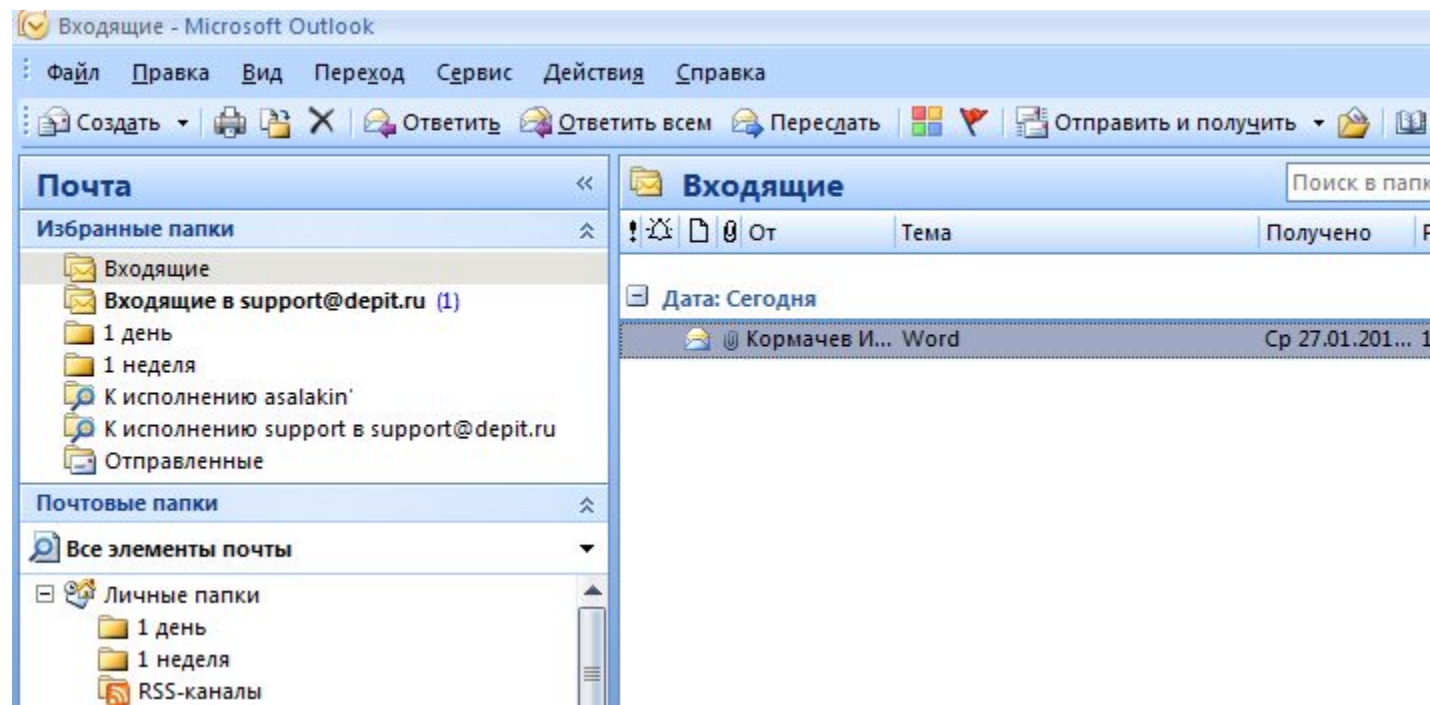 Входящие - Microsoft Outlook
Файл Правка Вид Переход Сервис Действия Справка
Создать Ответить Ответить всем Переслать Отправить и получить
Почта « Входящие Поиск в
Избранные папки ! От Тема Получено
Входящие
Входящие в support@depit.ru (1) Дата: Сегодня
1 день Кормачев И... Word Ср 27.01.201...
1 неделя
К исполнению asalakin'
К исполнению support в support@depit.ru
Отправленные
Почтовые папки
Все элементы почты
Личные папки
1 день
1 неделя
RSS-каналы